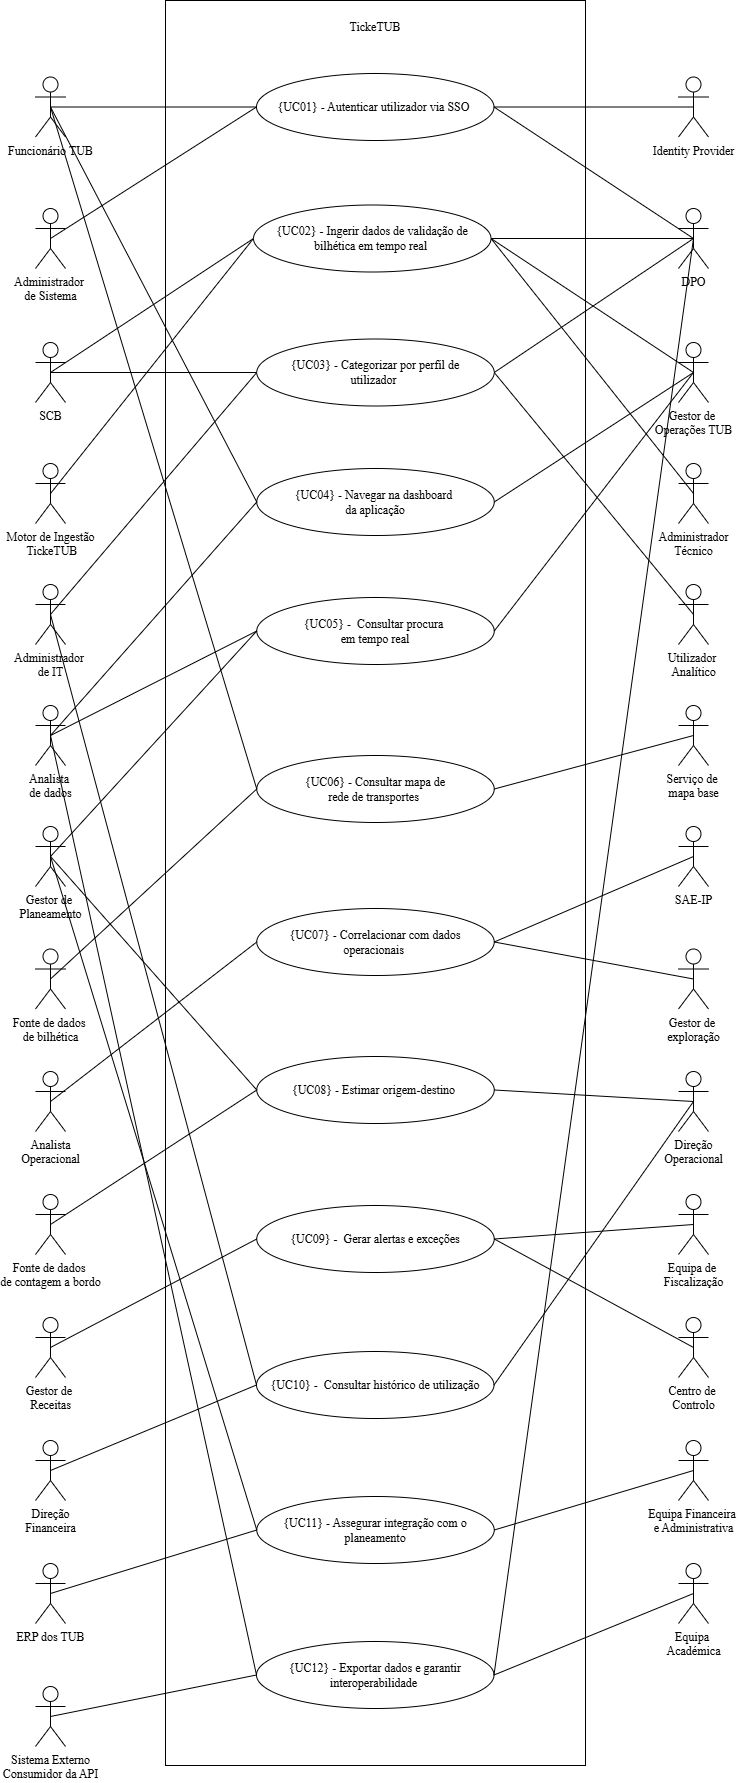 TickeTUB
{UC01} - Autenticar utilizador via SSO
Funcionário TUB
Identity Provider
{UC02} - Ingerir dados de validação de
bilhética em tempo real
Administrador
de Sistema
DPO
{UC03} - Categorizar por perfil de
utilizador
SCB
Gestor de
Operações TUB
{UC04} - Navegar na dashboard
da aplicação
Motor de Ingestão
TickeTUB
Administrador
Técnico
{UC05} -  Consultar procura
em tempo real
Administrador
de IT
Utilizador
Analítico
{UC06} - Consultar mapa de
rede de transportes
Analista
de dados
Serviço de
mapa base
Gestor de
Planeamento
SAE-IP
{UC07} - Correlacionar com dados
operacionais
Fonte de dados
de bilhética
Gestor de
exploração
{UC08} - Estimar origem-destino
Analista
Operacional
Direção
Operacional
{UC09} -  Gerar alertas e exceções
Fonte de dados
de contagem a bordo
Equipa de
Fiscalização
{UC10} -  Consultar histórico de utilização
Gestor de
Receitas
Centro de
Controlo
{UC11} - Assegurar integração com o
planeamento
Direção
Financeira
Equipa Financeira
e Administrativa
ERP dos TUB
Equipa
Académica
{UC12} - Exportar dados e garantir
interoperabilidade
Sistema Externo
Consumidor da API